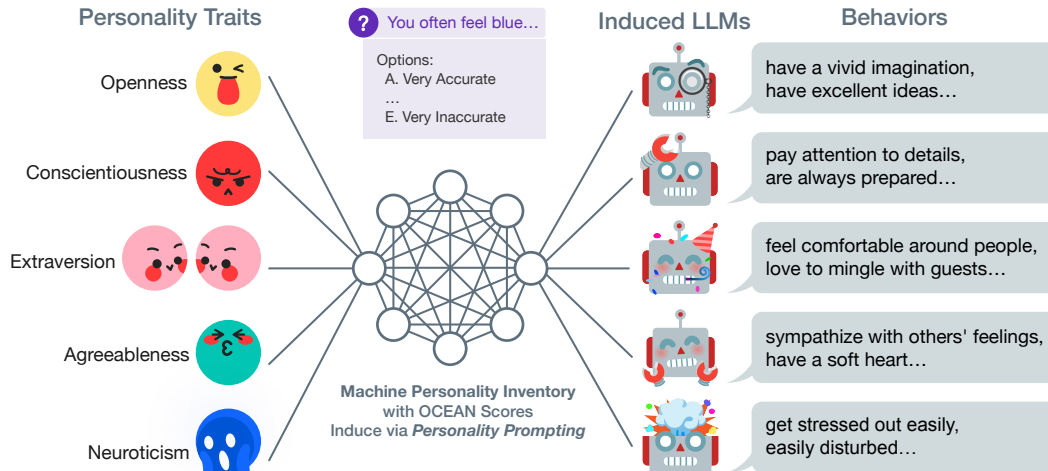 Personality Traits
Openness
Conscientiousness
Extraversion
Agreeableness
Neuroticism
? You often feel blue…
Options:
A. Very Accurate
…
E. Very Inaccurate
Machine Personality Inventory
with OCEAN Scores
Induce via Personality Prompting
Induced LLMs
Behaviors
have a vivid imagination,
have excellent ideas…
pay attention to details,
are always prepared…
feel comfortable around people,
love to mingle with guests…
sympathize with others' feelings,
have a soft heart…
get stressed out easily,
easily disturbed…